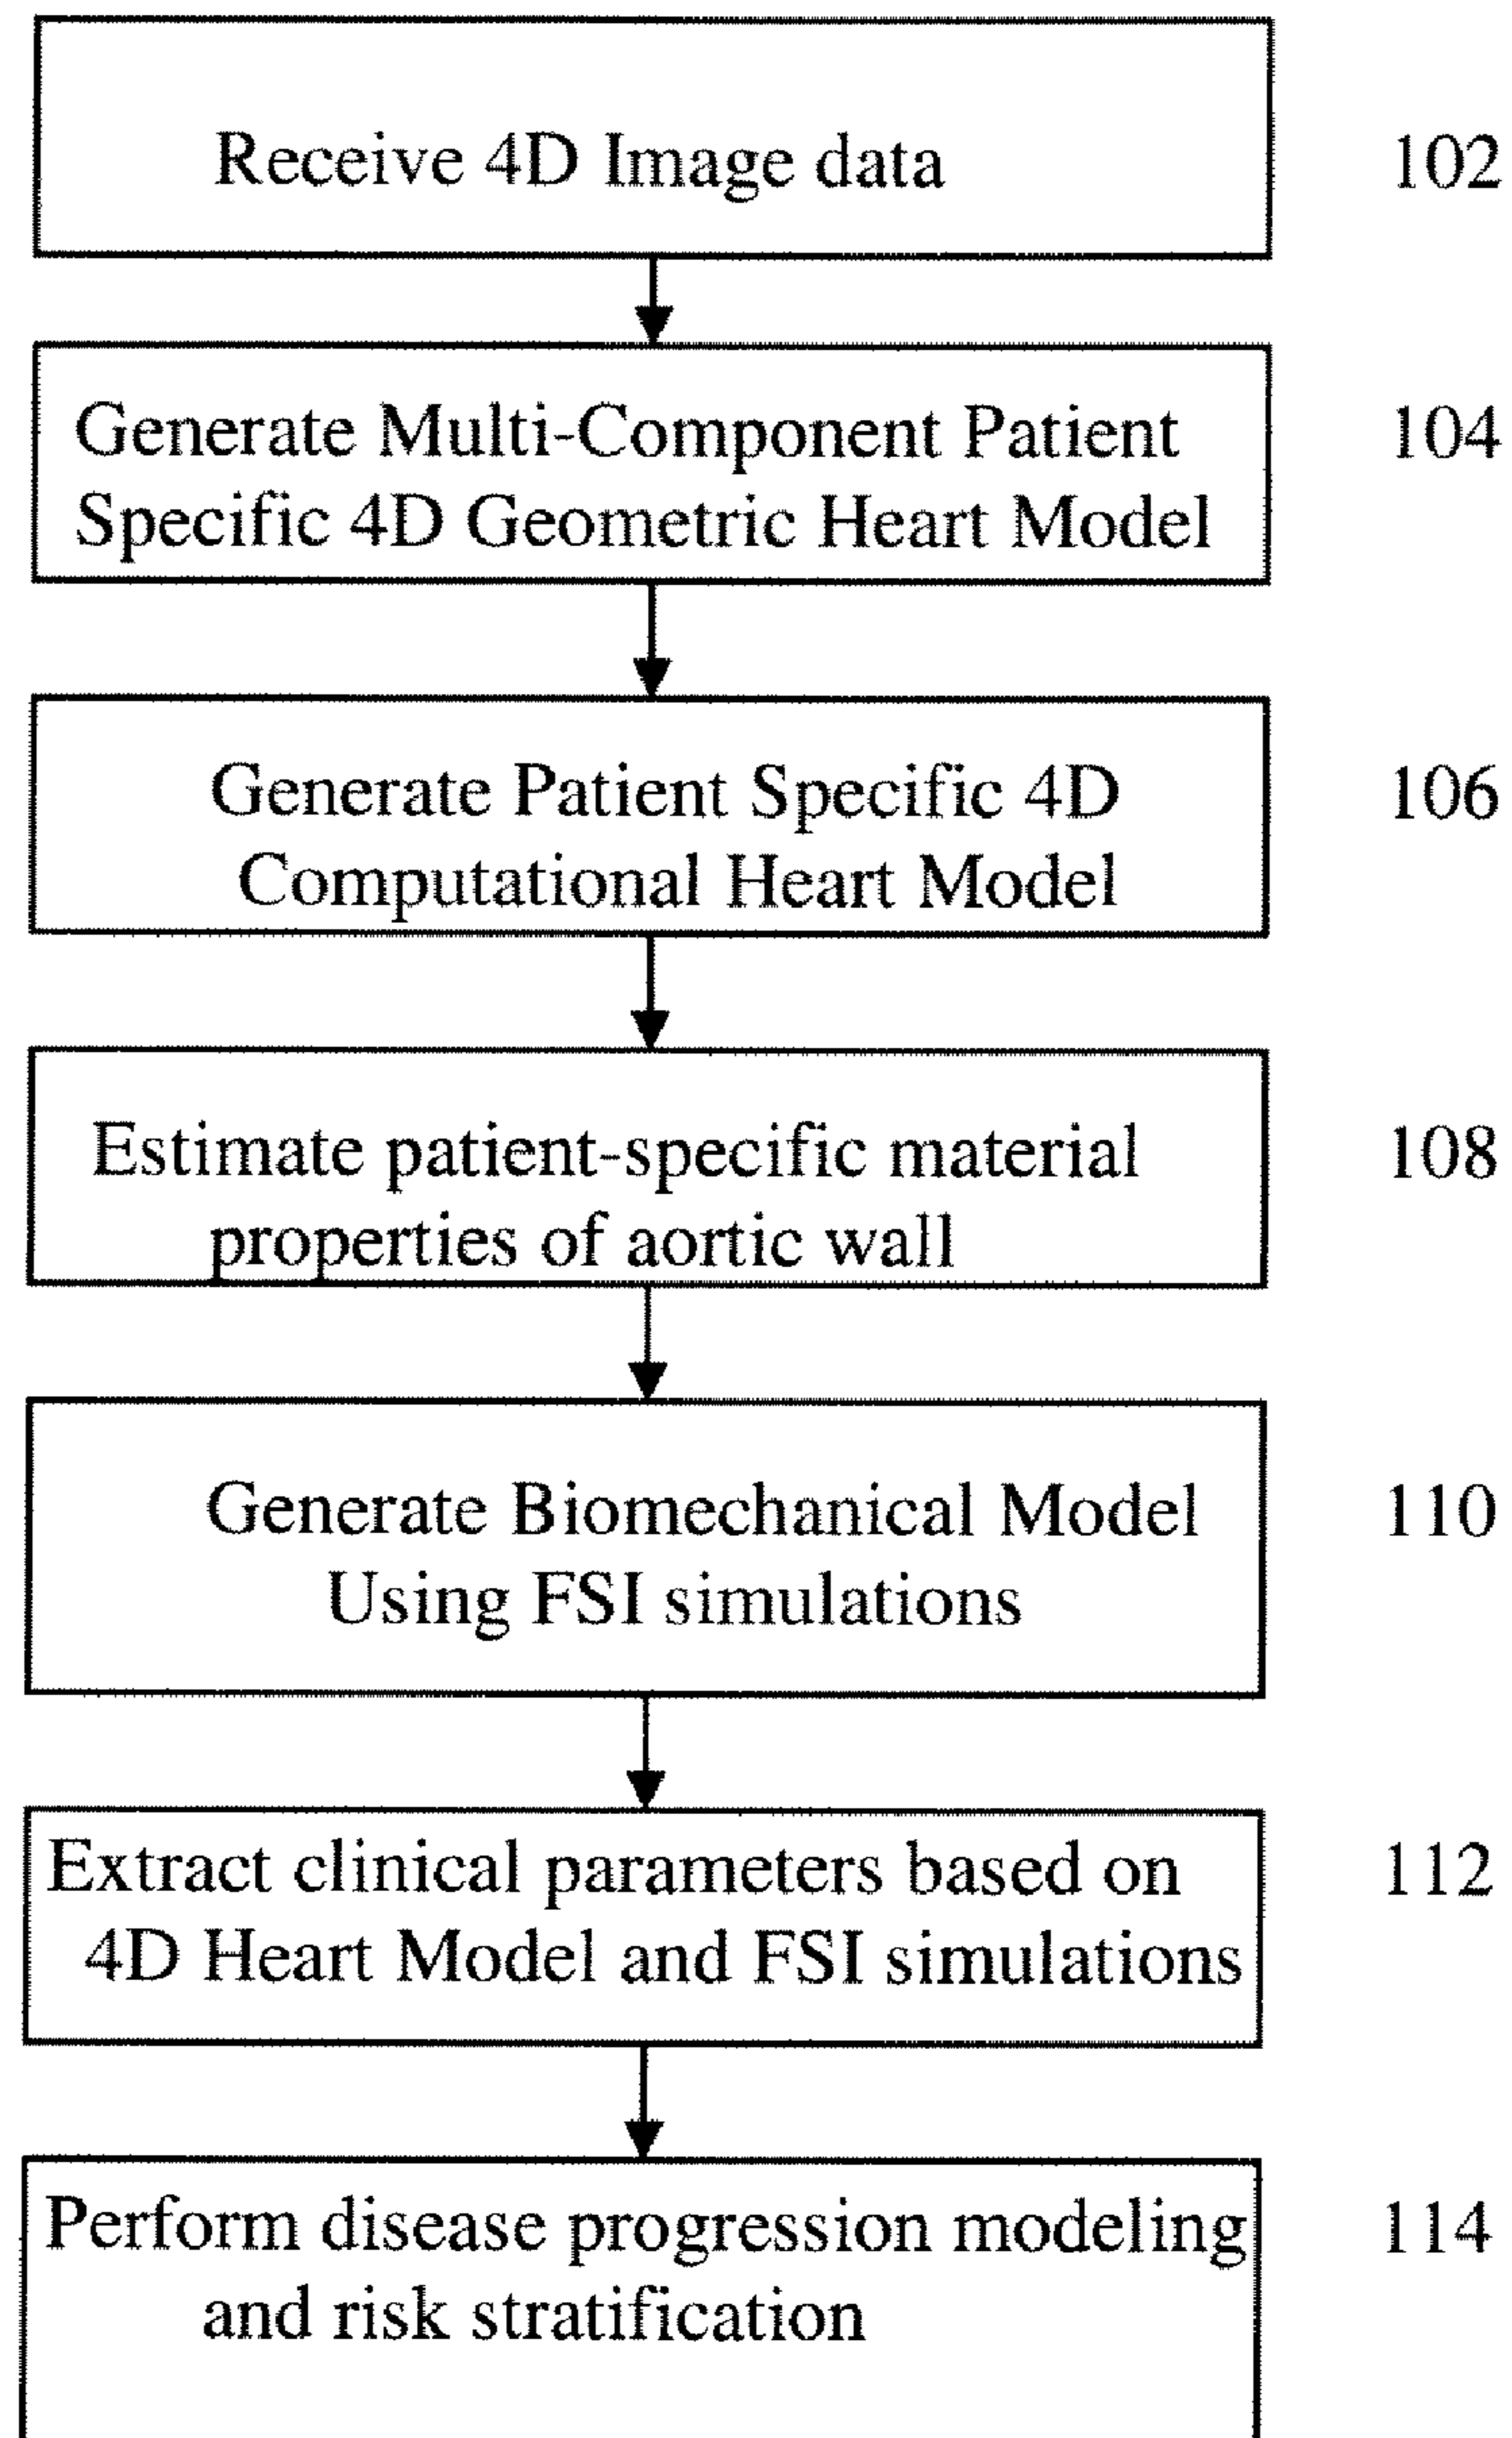 Receive 4D Image data
102
Generate Multi-Component Patient
Specific 4D Geometric Heart Model
104
Generate Patient Specific 4D
Computational Heart Model
106
Estimate patient-specific material
properties of aortic wall
108
Generate Biomechanical Model
Using FSI simulations
110
Extract clinical parameters based on
4D Heart Model and FSI simulations
112
Perform disease progression modeling
and risk stratification
114